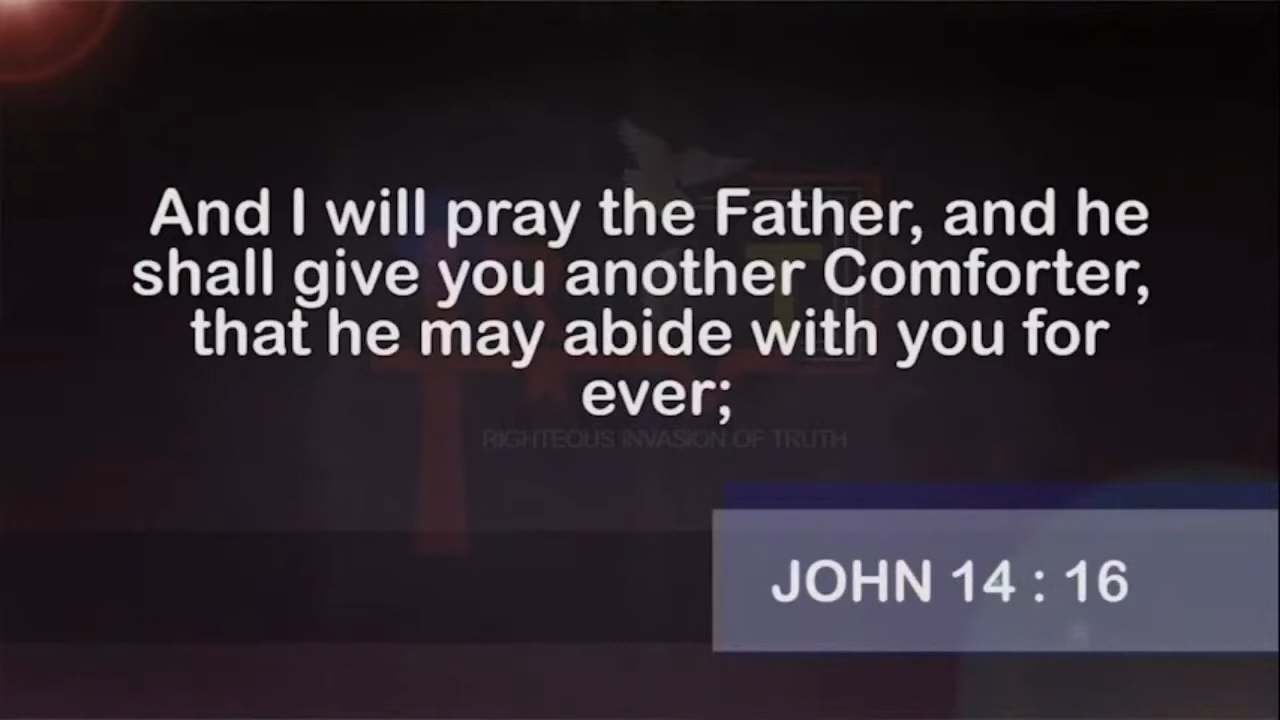 And I will pray the Father, and he
shall give you another Comforter,
that he may abide with you for
ever;
RIGHTEOUS INVASION OF TRUTH
JOHN 14 : 16